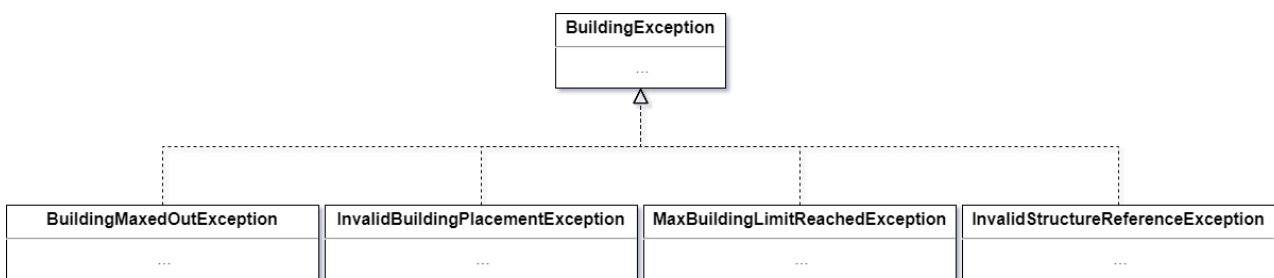 BuildingException
...
BuildingMaxedOutException
InvalidBuildingPlacementException
MaxBuildingLimitReachedException
InvalidStructureReferenceException
...
...
...
...